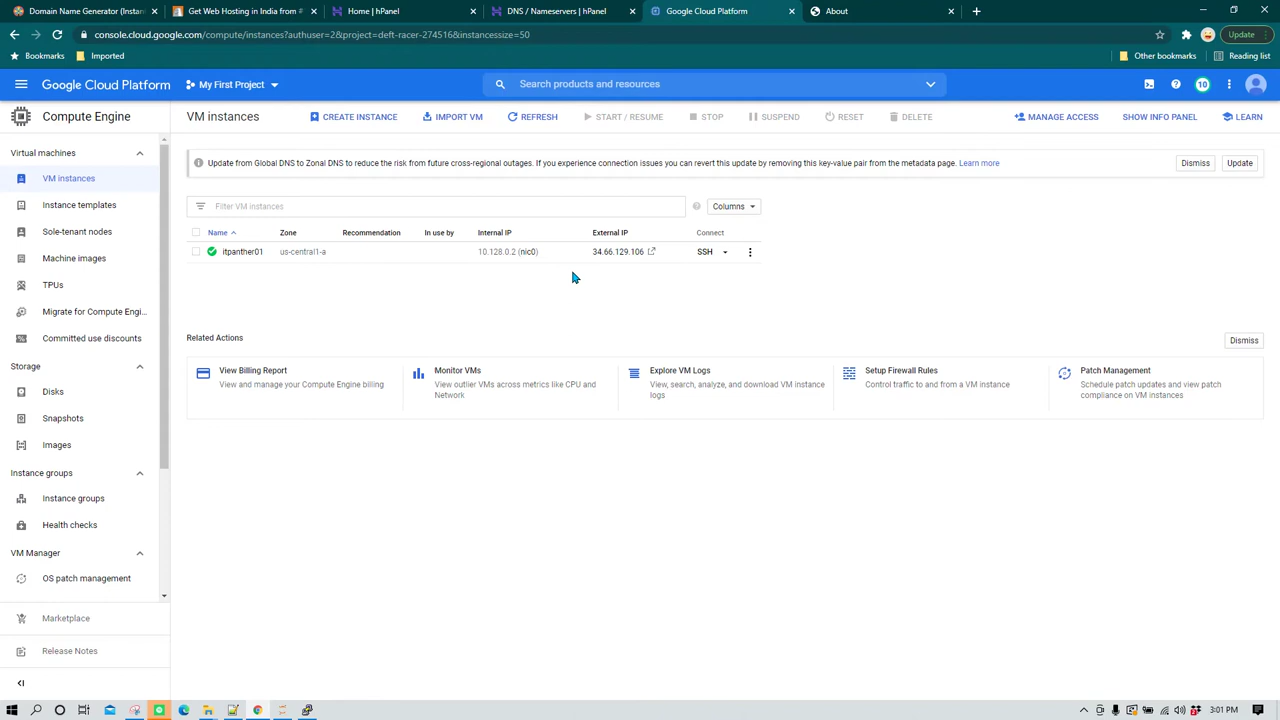 Domain Name Generator (Instan
Get Web Hosting in India from #
Home | hPanel
DNS / Nameservers | hPanel
Google Cloud Platform
About
console.cloud.google.com/compute/instances?authuser=2&project=deft-racer-274516&instancessize=50
Update
Bookmarks
Imported
Other bookmarks
Reading list
Google Cloud Platform
My First Project
Search products and resources
10
Compute Engine
VM instances
CREATE INSTANCE
IMPORT VM
REFRESH
START / RESUME
STOP
SUSPEND
RESET
DELETE
MANAGE ACCESS
SHOW INFO PANEL
LEARN
Virtual machines
VM instances
Instance templates
Sole-tenant nodes
Machine images
TPUs
Migrate for Compute Engi...
Committed use discounts
Storage
Disks
Snapshots
Images
Instance groups
Instance groups
Health checks
VM Manager
OS patch management
Marketplace
Release Notes
Update from Global DNS to Zonal DNS to reduce the risk from future cross-regional outages. If you experience connection issues you can revert this update by removing this key-value pair from the metadata page. Learn more
Dismiss
Update
Filter VM instances
Columns
Name Zone Recommendation In use by Internal IP External IP Connect
itpanther01 us-central1-a 10.128.0.2 (nic0) 34.66.129.106 SSH
Related Actions
Dismiss
View Billing Report
View and manage your Compute Engine billing
Monitor VMs
View outlier VMs across metrics like CPU and
Network
Explore VM Logs
View, search, analyze, and download VM instance
logs
Setup Firewall Rules
Control traffic to and from a VM instance
Patch Management
Schedule patch updates and view patch
compliance on VM instances
3:01 PM